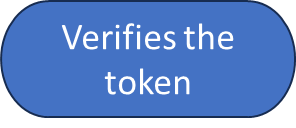 Verifies the
token